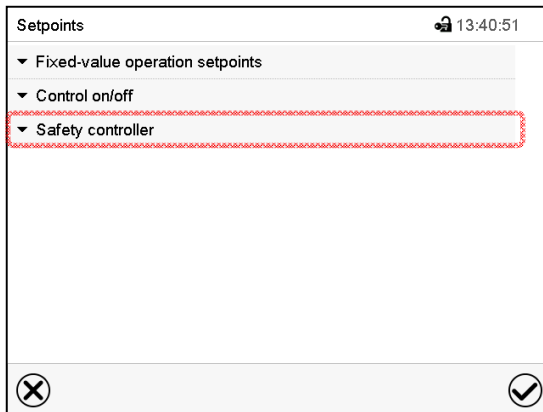 Setpoints 13:40:51
Fixed-value operation setpoints
Control on/off
Safety controller